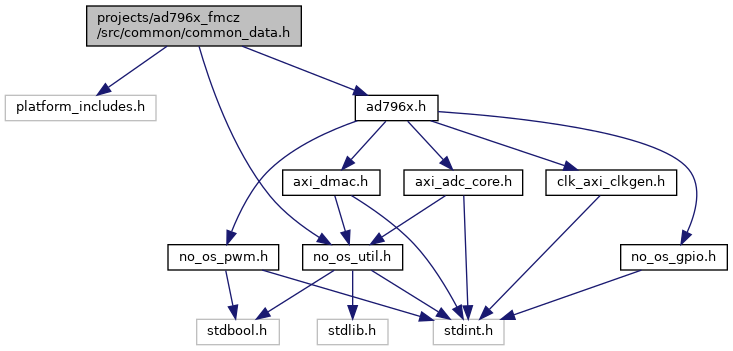 projects/ad796x_fmcz
/src/common/common_data.h
platform_includes.h
ad796x.h
axi_dmac.h
axi_adc_core.h
clk_axi_clkgen.h
no_os_pwm.h
no_os_util.h
no_os_gpio.h
stdbool.h
stdlib.h
stdint.h